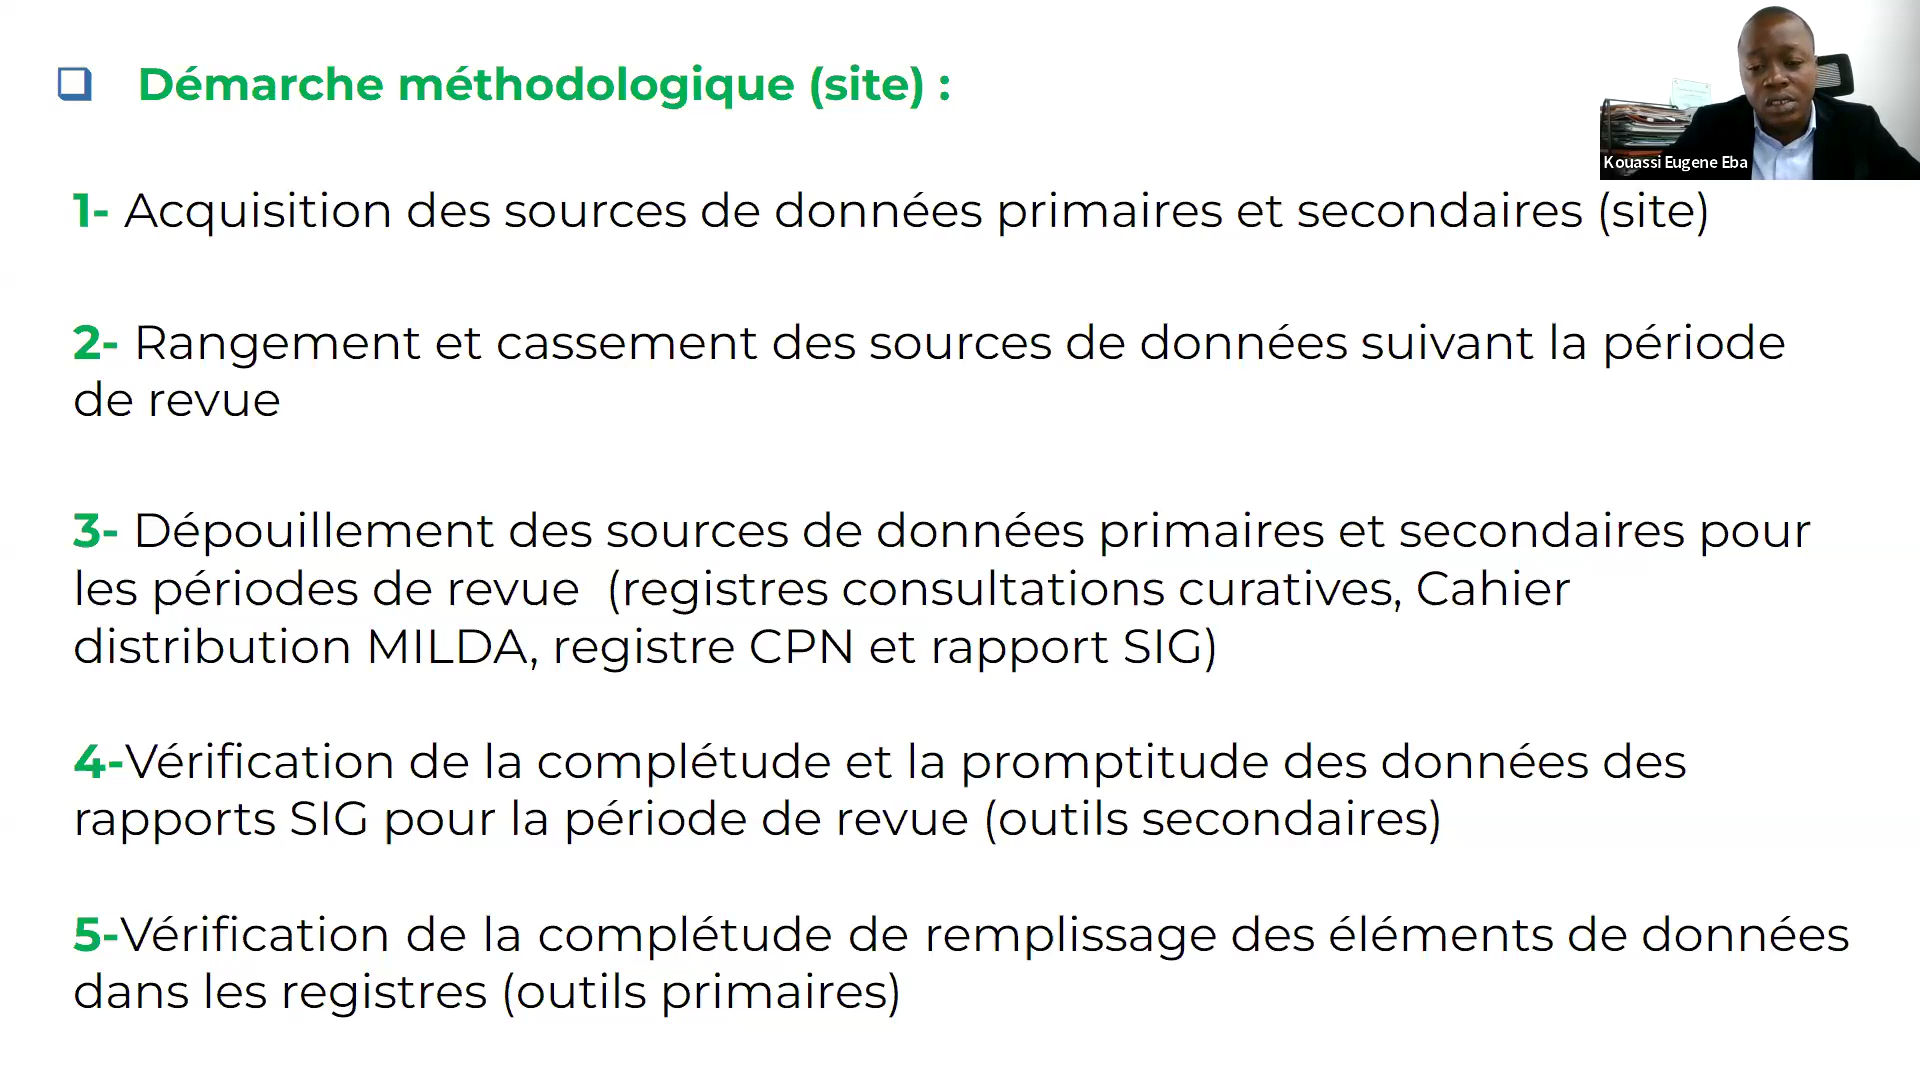 Démarche méthodologique (site) :
Kouassi Eugene Eba
1- Acquisition des sources de données primaires et secondaires (site)
2- Rangement et cassement des sources de données suivant la période
de revue
3- Dépouillement des sources de données primaires et secondaires pour
les périodes de revue  (registres consultations curatives, Cahier
distribution MILDA, registre CPN et rapport SIG)
4-Vérification de la complétude et la promptitude des données des
rapports SIG pour la période de revue (outils secondaires)
5-Vérification de la complétude de remplissage des éléments de données
dans les registres (outils primaires)